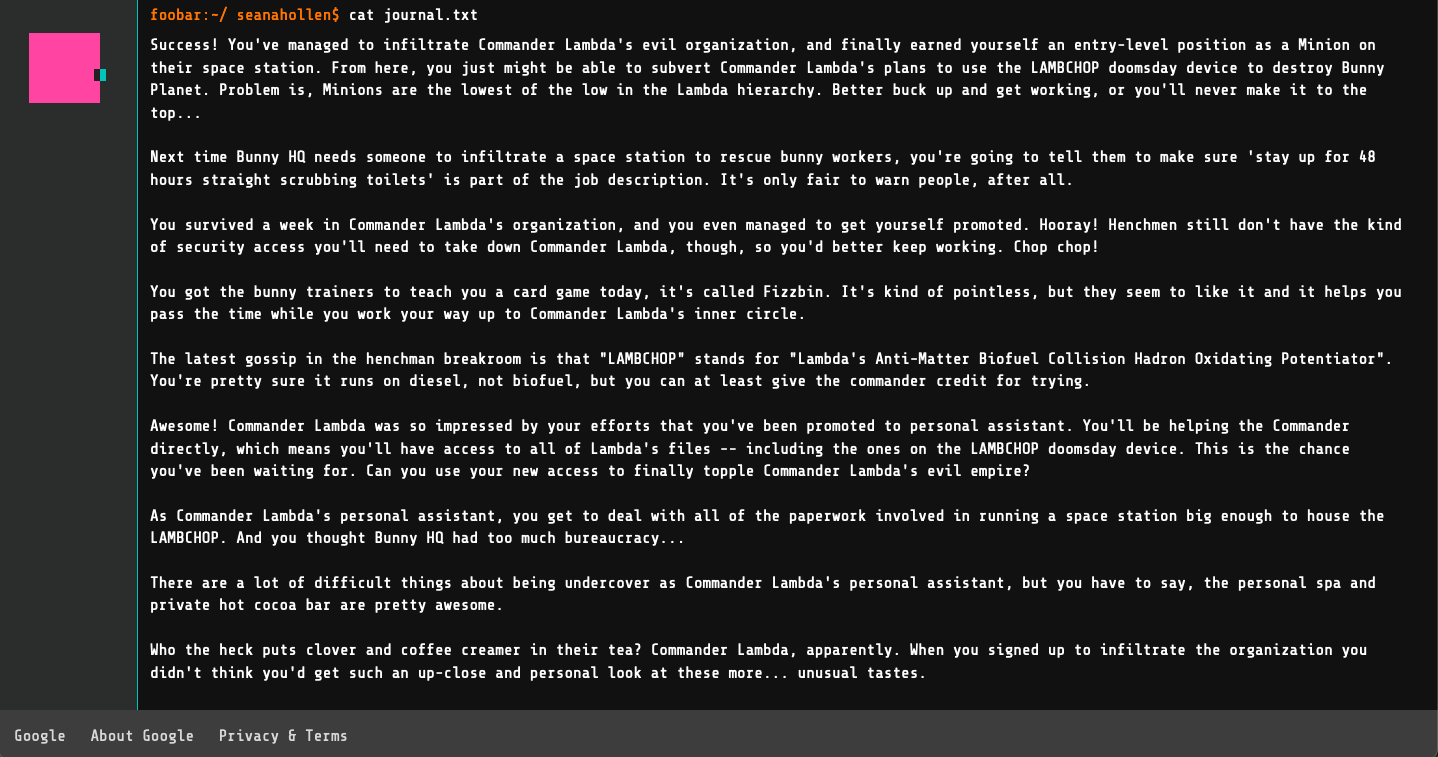 foobar:~/ seanahollen$ cat journal.txt
Success! You've managed to infiltrate Commander Lambda's evil organization, and finally earned yourself an entry-level position as a Minion on
their space station. From here, you just might be able to subvert Commander Lambda's plans to use the LAMBCHOP doomsday device to destroy Bunny
Planet. Problem is, Minions are the lowest of the low in the Lambda hierarchy. Better buck up and get working, or you'll never make it to the
top...
Next time Bunny HQ needs someone to infiltrate a space station to rescue bunny workers, you're going to tell them to make sure 'stay up for 48
hours straight scrubbing toilets' is part of the job description. It's only fair to warn people, after all.
You survived a week in Commander Lambda's organization, and you even managed to get yourself promoted. Hooray! Henchmen still don't have the kind
of security access you'll need to take down Commander Lambda, though, so you'd better keep working. Chop chop!
You got the bunny trainers to teach you a card game today, it's called Fizzbin. It's kind of pointless, but they seem to like it and it helps you
pass the time while you work your way up to Commander Lambda's inner circle.
The latest gossip in the henchman breakroom is that "LAMBCHOP" stands for "Lambda's Anti-Matter Biofuel Collision Hadron Oxidating Potentiator".
You're pretty sure it runs on diesel, not biofuel, but you can at least give the commander credit for trying.
Awesome! Commander Lambda was so impressed by your efforts that you've been promoted to personal assistant. You'll be helping the Commander
directly, which means you'll have access to all of Lambda's files -- including the ones on the LAMBCHOP doomsday device. This is the chance
you've been waiting for. Can you use your new access to finally topple Commander Lambda's evil empire?
As Commander Lambda's personal assistant, you get to deal with all of the paperwork involved in running a space station big enough to house the
LAMBCHOP. And you thought Bunny HQ had too much bureaucracy...
There are a lot of difficult things about being undercover as Commander Lambda's personal assistant, but you have to say, the personal spa and
private hot cocoa bar are pretty awesome.
Who the heck puts clover and coffee creamer in their tea? Commander Lambda, apparently. When you signed up to infiltrate the organization you
didn't think you'd get such an up-close and personal look at these more... unusual tastes.
Google About Google Privacy & Terms